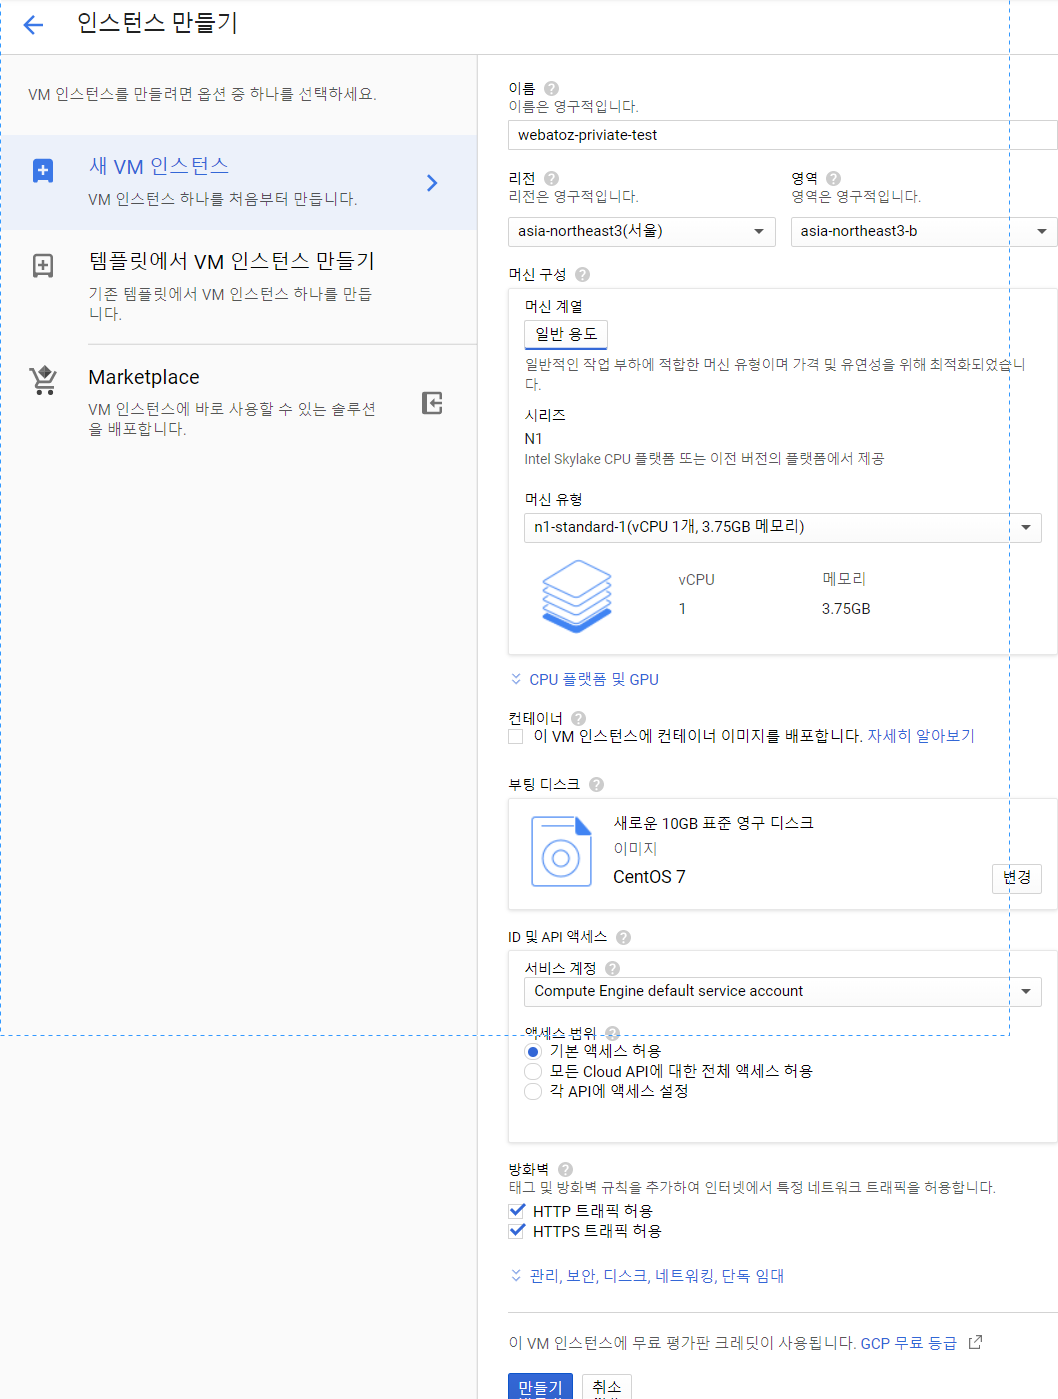 인스턴스 만들기
VM 인스턴스를 만들려면 옵션 중 하나를 선택하세요.
새 VM 인스턴스
VM 인스턴스 하나를 처음부터 만듭니다.
템플릿에서 VM 인스턴스 만들기
기존 템플릿에서 VM 인스턴스 하나를 만듭
니다.
Marketplace
VM 인스턴스에 바로 사용할 수 있는 솔루션
을 배포합니다.
이름
이름은 영구적입니다.
webatoz-priviate-test
리전
리전은 영구적입니다.
asia-northeast3(서울)
영역
영역은 영구적입니다.
asia-northeast3-b
머신 구성
머신 계열
일반 용도
일반적인 작업 부하에 적합한 머신 유형이며 가격 및 유연성을 위해 최적화되었습니
다.
시리즈
N1
Intel Skylake CPU 플랫폼 또는 이전 버전의 플랫폼에서 제공
머신 유형
n1-standard-1(vCPU 1개, 3.75GB 메모리)
vCPU 메모리
1 3.75GB
CPU 플랫폼 및 GPU
컨테이너
이 VM 인스턴스에 컨테이너 이미지를 배포합니다. 자세히 알아보기
부팅 디스크
새로운 10GB 표준 영구 디스크
이미지
CentOS 7
변경
ID 및 API 액세스
서비스 계정
Compute Engine default service account
액세스 범위
기본 액세스 허용
모든 Cloud API에 대한 전체 액세스 허용
각 API에 액세스 설정
방화벽
태그 및 방화벽 규칙을 추가하여 인터넷에서 특정 네트워크 트래픽을 허용합니다.
HTTP 트래픽 허용
HTTPS 트래픽 허용
관리, 보안, 디스크, 네트워킹, 단독 임대
이 VM 인스턴스에 무료 평가판 크레딧이 사용됩니다. GCP 무료 등급
만들기 취소